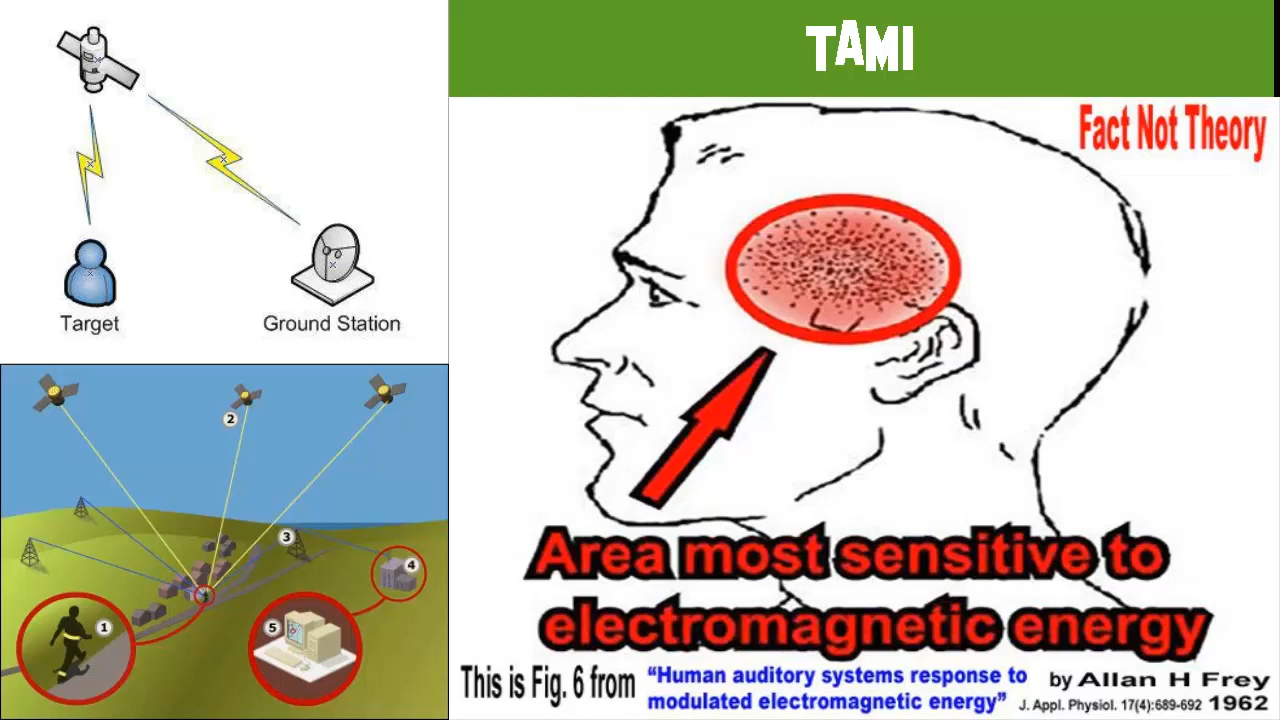 Target
Ground Station
2
3
4
1
5
TAMI
Fact Not Theory
Area most sensitive to
electromagnetic energy
This is Fig. 6 from "Human auditory systems response to
modulated electromagnetic energy" by Allan H Frey
J. Appl. Physiol. 17(4):689-692 1962